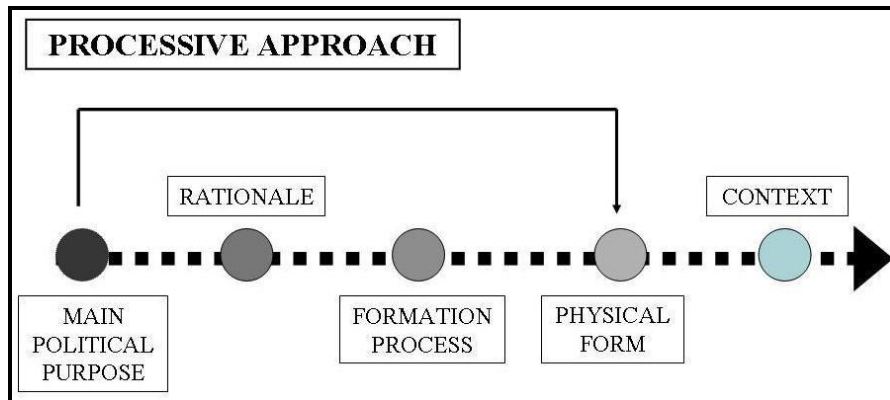 PROCESSIVE APPROACH
RATIONALE
CONTEXT
MAIN
POLITICAL
PURPOSE
FORMATION
PROCESS
PHYSICAL
FORM